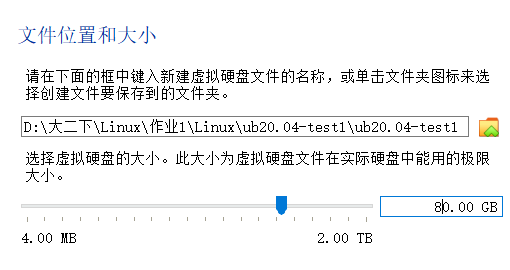 文件位置和大小
请在下面的框中键入新建虚拟硬盘文件的名称，或单击文件夹图标来选
择创建文件要保存到的文件夹。
D:\大二下\Linux\作业1\Linux\ub20.04-test1\ub20.04-test1
选择虚拟硬盘的大小。此大小为虚拟硬盘文件在实际硬盘中能用的极限
大小。
80.00 GB
4.00 MB 2.00 TB